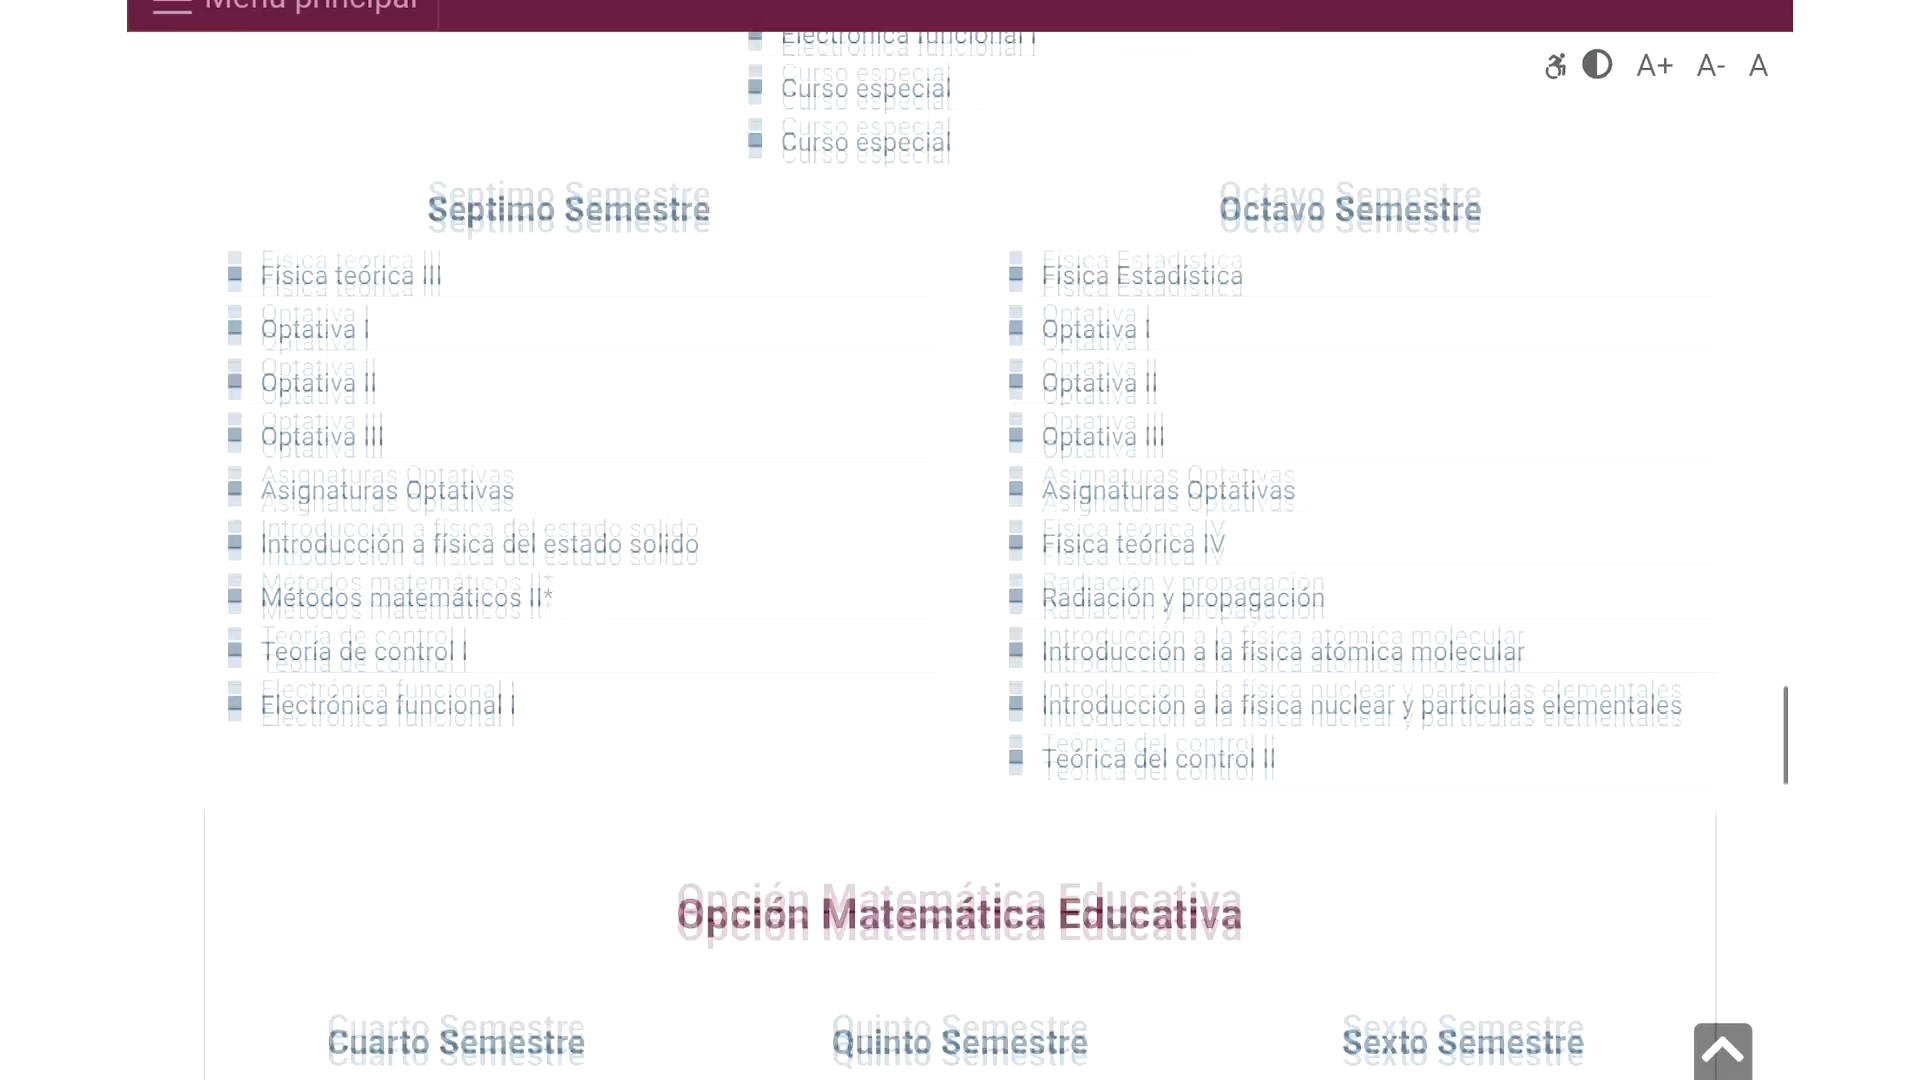 Menú principal
A+ A- A
Electrónica funcional I
Curso especial
Curso especial
Septimo Semestre
Física teórica III
Optativa I
Optativa II
Optativa III
Asignaturas Optativas
Introducción a física del estado solido
Métodos matemáticos II*
Teoría de control I
Electrónica funcional I
Octavo Semestre
Física Estadística
Optativa I
Optativa II
Optativa III
Asignaturas Optativas
Física teórica IV
Radiación y propagación
Introducción a la física atómica molecular
Introducción a la física nuclear y partículas elementales
Teórica del control II
Opción Matemática Educativa
Cuarto Semestre
Quinto Semestre
Sexto Semestre